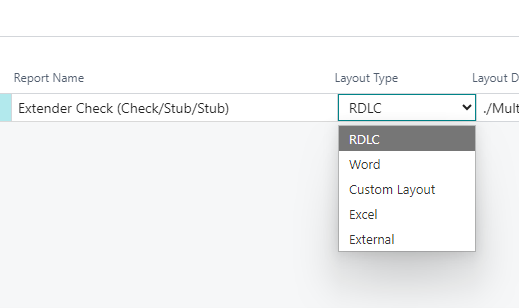 Report Name Layout Type Layout D
Extender Check (Check/Stub/Stub) RDLC ./Mult
RDLC
Word
Custom Layout
Excel
External